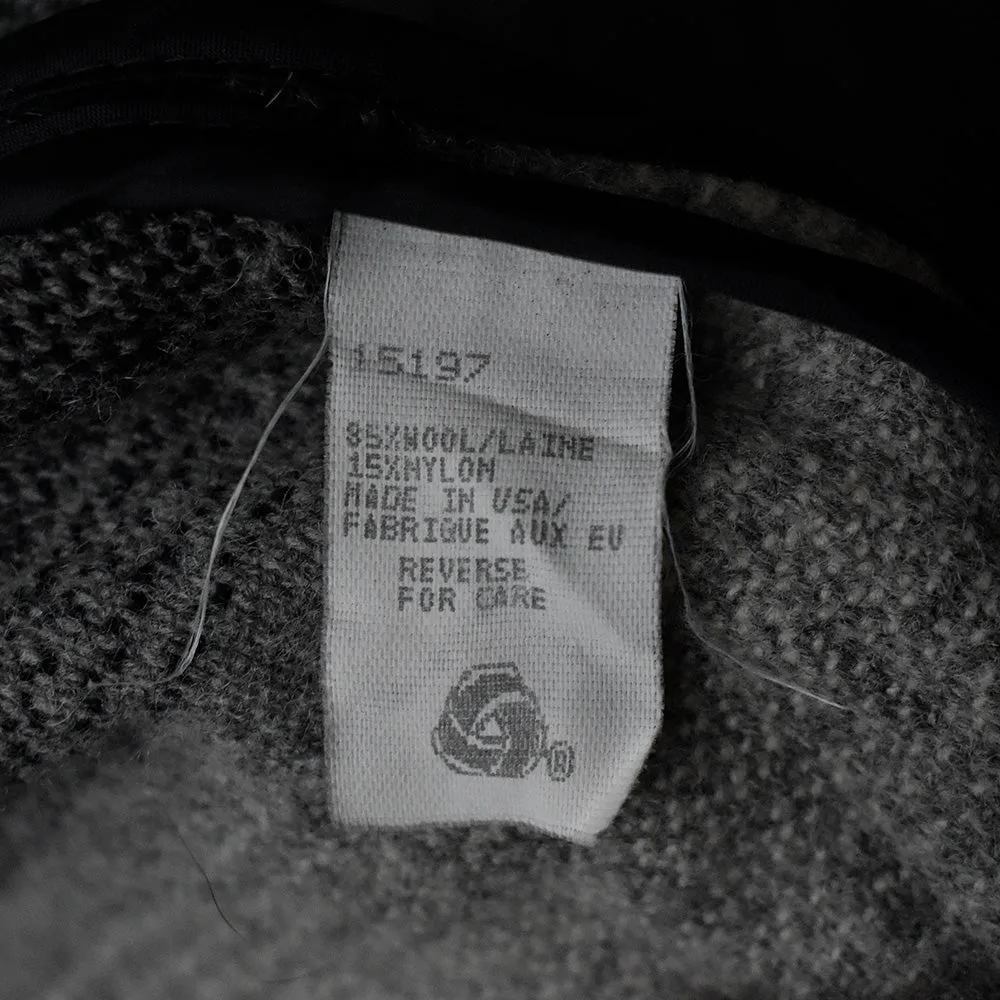 15197
85%WOOL/LAINE
15%NYLON
MADE IN USA/
FABRIQUE AUX EU
REVERSE
FOR CARE
®